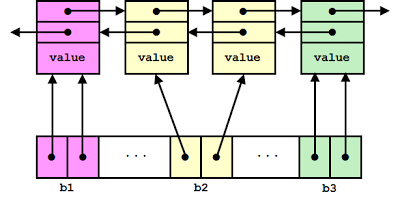 value value value value
... ...
b1 b2 b3